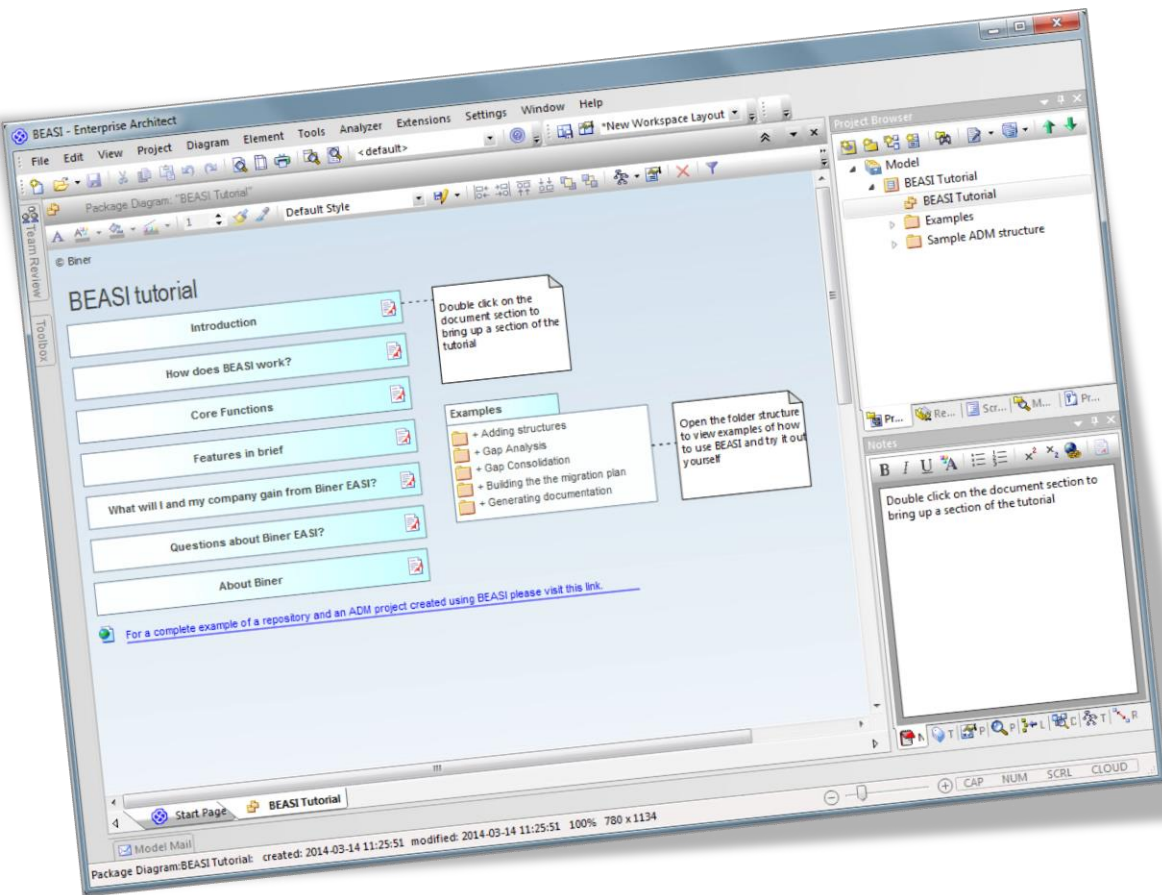 BEASI - Enterprise Architect
File Edit View Project Diagram Element Tools Analyzer Extensions Settings Window Help
<default>
*New Workspace Layout
Package Diagram: "BEASI Tutorial"
1 Default Style
Team Review
Toolbox
© Biner
BEASI tutorial
Introduction
How does BEASI work?
Core Functions
Features in brief
What will I and my company gain from Biner EASI?
Questions about Biner EASI?
About Biner
For a complete example of a repository and an ADM project created using BEASI please visit this link.
Double click on the
document section to
bring up a section of the
tutorial
Examples
+ Adding structures
+ Gap Analysis
+ Gap Consolidation
+ Building the the migration plan
+ Generating documentation
Open the folder structure
to view examples of how
to use BEASI and try it out
yourself
Project Browser
Model
BEASI Tutorial
BEASI Tutorial
Examples
Sample ADM structure
Pr... Re... Scr... M... Pr...
Notes
B I U A x² x₂
Double click on the document section to
bring up a section of the tutorial
N T P P L C T R
Start Page BEASI Tutorial
Model Mail
Package Diagram:BEASI Tutorial: created: 2014-03-14 11:25:51 modified: 2014-03-14 11:25:51 100% 780 x 1134
CAP NUM SCRL CLOUD